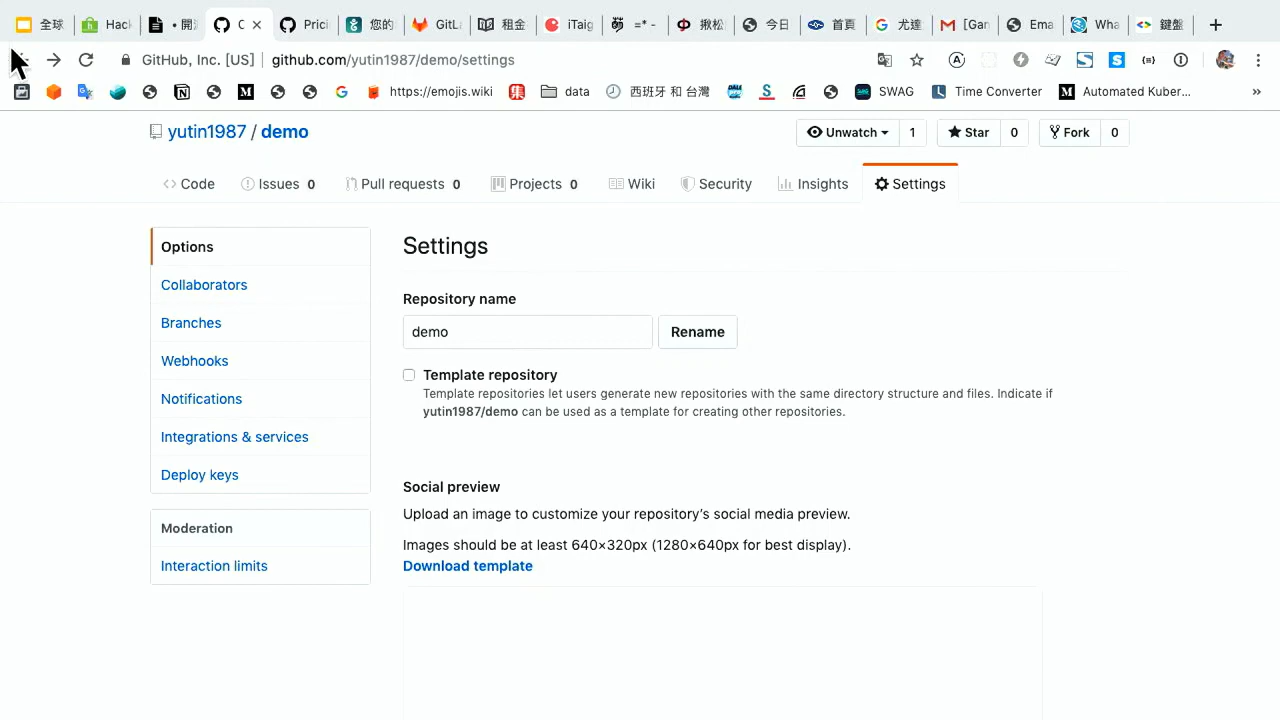 全球
Hack
• 開源
C
Prici
您的
GitLa
租金
iTaig
萌
=* -
揪松
今日
首頁
尤達
[Gan
Ema
Wha
鍵盤
GitHub, Inc. [US]
github.com/yutin1987/demo/settings
https://emojis.wiki
集
data
西班牙 和 台灣
SWAG
Time Converter
Automated Kuber...
»
yutin1987 / demo
Unwatch 1
Star 0
Fork 0
Code
Issues 0
Pull requests 0
Projects 0
Wiki
Security
Insights
Settings
Options
Collaborators
Branches
Webhooks
Notifications
Integrations & services
Deploy keys
Moderation
Interaction limits
Settings
Repository name
demo
Rename
Template repository
Template repositories let users generate new repositories with the same directory structure and files. Indicate if
yutin1987/demo can be used as a template for creating other repositories.
Social preview
Upload an image to customize your repository’s social media preview.
Images should be at least 640×320px (1280×640px for best display).
Download template